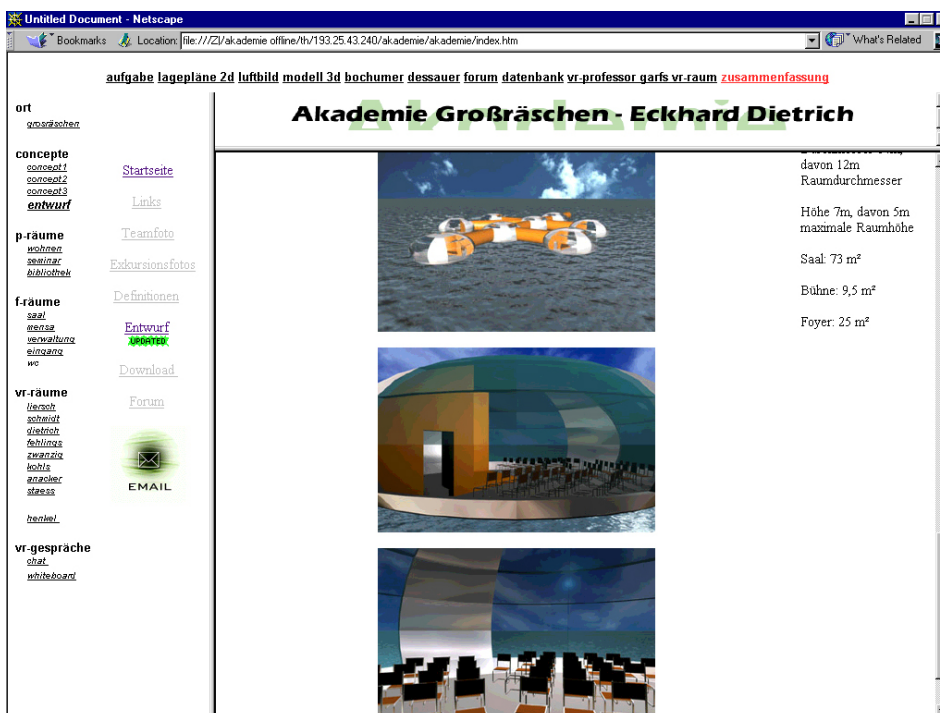 Untitled Document - Netscape
Bookmarks Location: file:///Z|/akademie offline/th/193.25.43.240/akademie/akademie/index.htm What's Related
aufgabe lagepläne 2d luftbild modell 3d bochumer dessauer forum datenbank vr-professor garfs vr-raum zusammenfassung
Akademie Großräschen - Eckhard Dietrich
ort
grosräschen
concepte
concept1
concept2
concept3
entwurf
p-räume
wohnen
seminar
bibliothek
f-räume
saal
mensa
verwaltung
eingang
wc
vr-räume
liersch
schmidt
dietrich
fehlings
zwanzig
kohls
anacker
staess
henkel
vr-gespräche
chat
whiteboard
Startseite
Links
Teamfoto
Exkursionsfotos
Definitionen
Entwurf
UPDATED
Download
Forum
EMAIL
davon 12m
Raumdurchmesser
Höhe 7m, davon 5m
maximale Raumhöhe
Saal: 73 m²
Bühne: 9,5 m²
Foyer: 25 m²